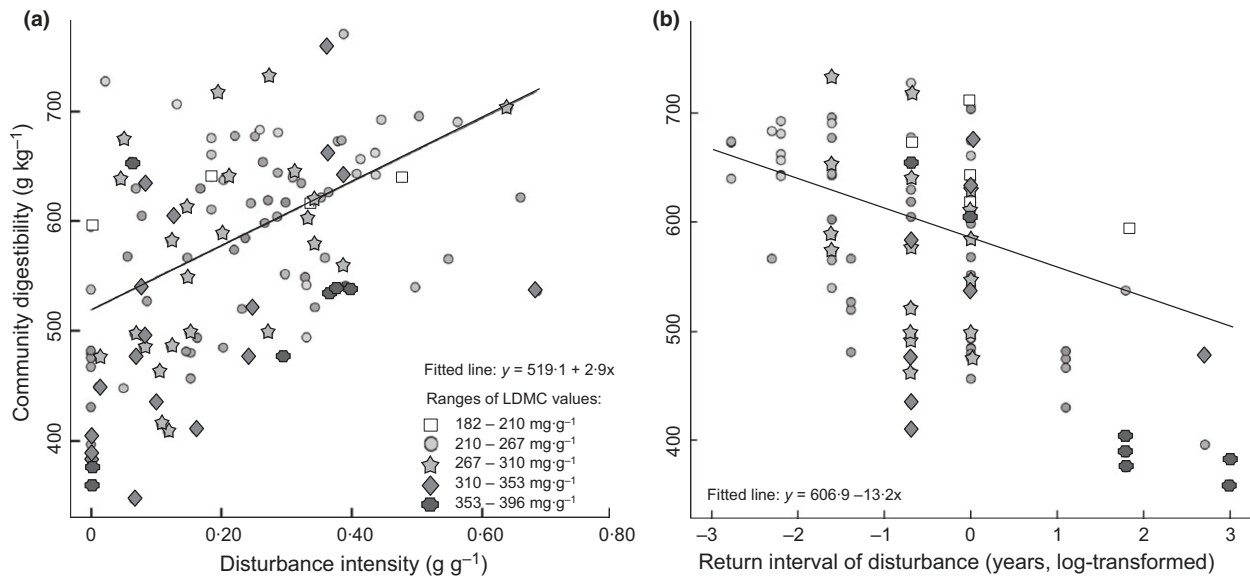 (a)
Community digestibility (g kg⁻¹)
700
600
500
400
0
0·20
0·40
0·60
0·80
Disturbance intensity (g g⁻¹)
Fitted line: y = 519·1 + 2·9x
Ranges of LDMC values:
182 – 210 mg·g⁻¹
210 – 267 mg·g⁻¹
267 – 310 mg·g⁻¹
310 – 353 mg·g⁻¹
353 – 396 mg·g⁻¹
(b)
700
600
500
400
Fitted line: y = 606·9 –13·2x
–3
–2
–1
0
1
2
3
Return interval of disturbance (years, log-transformed)